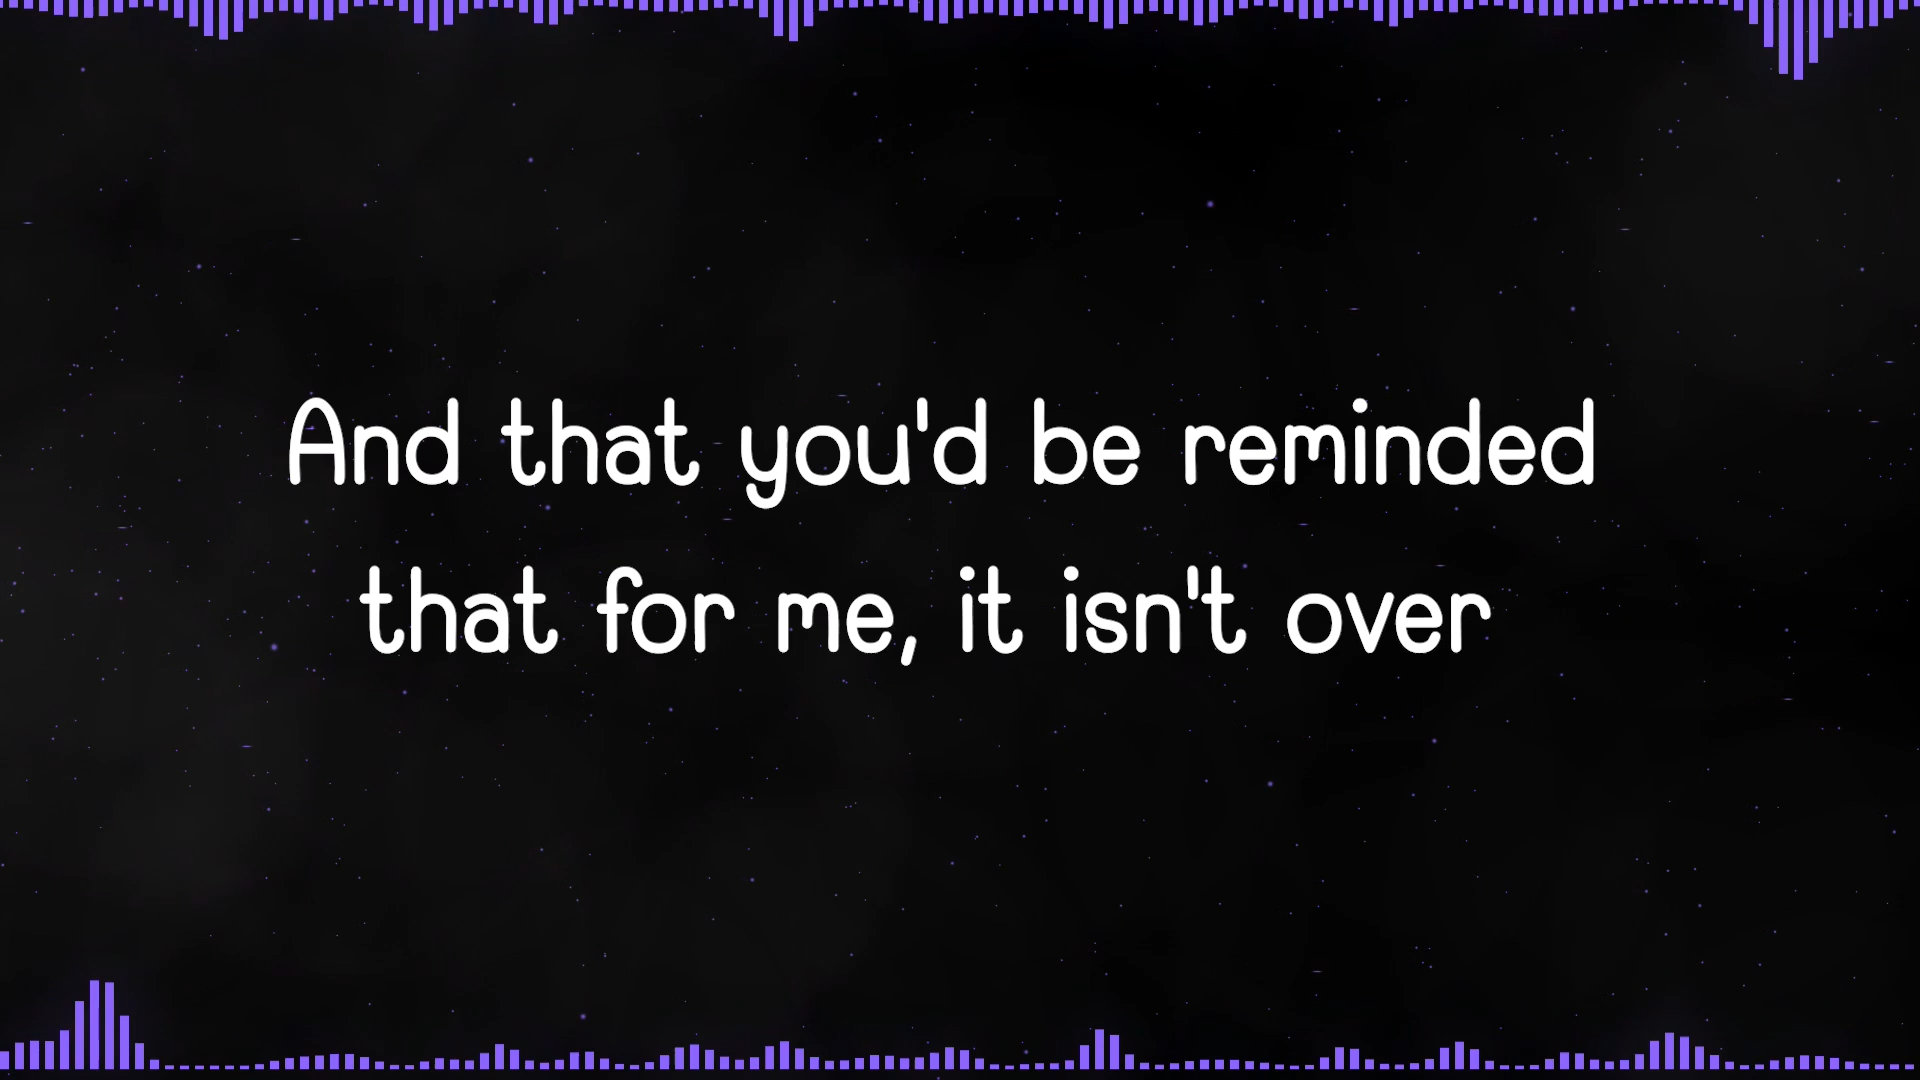 And that you'd be reminded
that for me, it isn't over